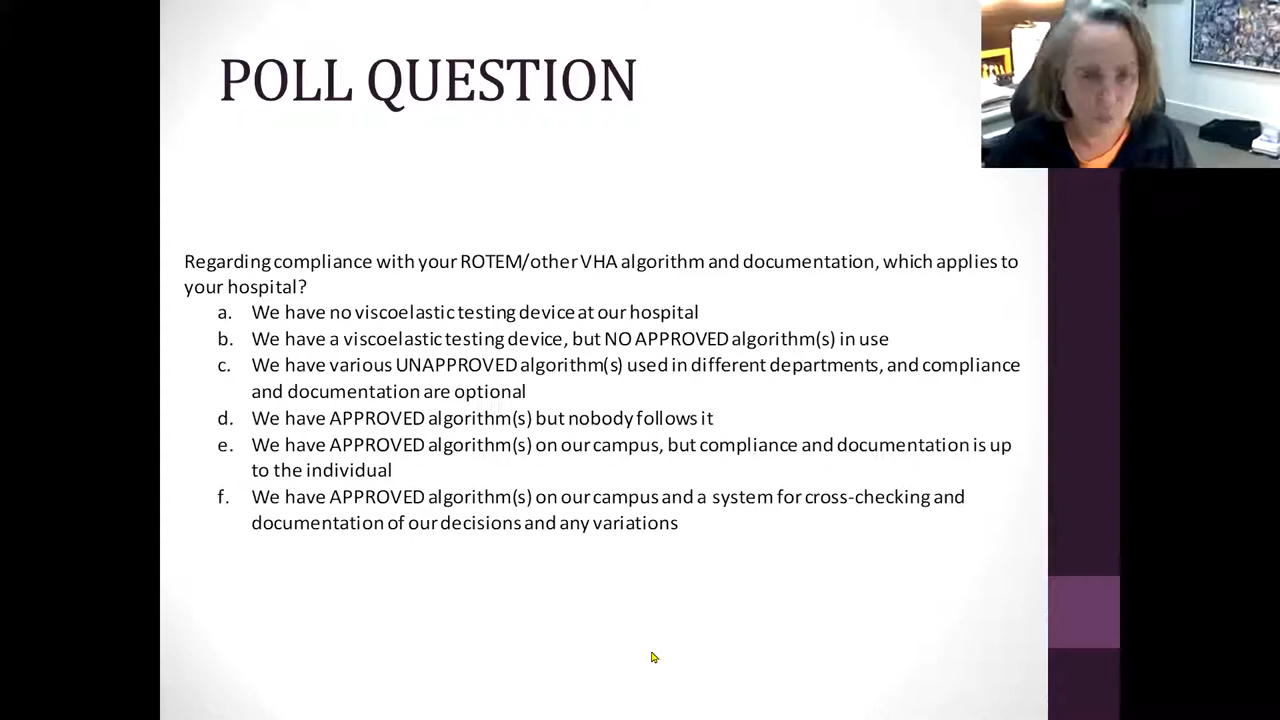 POLL QUESTION
Regarding compliance with your ROTEM/other VHA algorithm and documentation, which applies to
your hospital?
a. We have no viscoelastic testing device at our hospital
b. We have a viscoelastic testing device, but NO APPROVED algorithm(s) in use
c. We have various UNAPPROVED algorithm(s) used in different departments, and compliance
and documentation are optional
d. We have APPROVED algorithm(s) but nobody follows it
e. We have APPROVED algorithm(s) on our campus, but compliance and documentation is up
to the individual
f. We have APPROVED algorithm(s) on our campus and a system for cross-checking and
documentation of our decisions and any variations